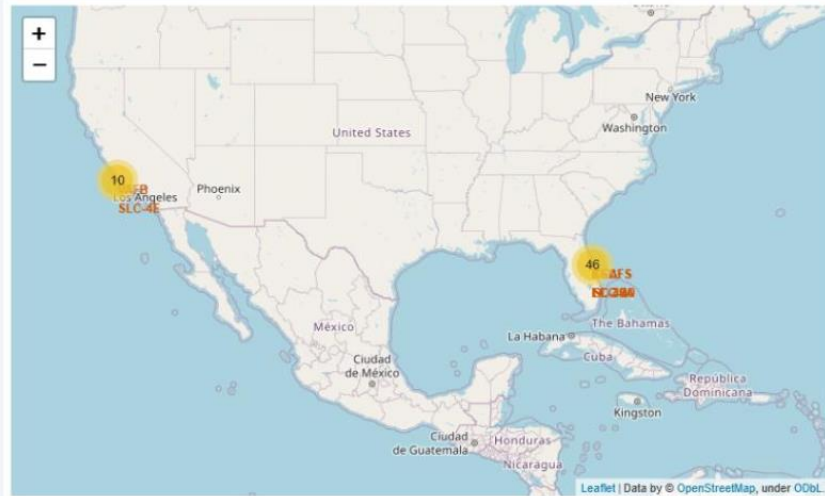 +
−
New York
Washington
United States
10
Los Angeles
Phoenix
SLC-4E
46
México
La Habana
The Bahamas
Cuba
Ciudad
de México
República
Dominicana
Kingston
Ciudad
de Guatemala
Honduras
Nicaragua
Leaflet | Data by © OpenStreetMap, under ODbL.